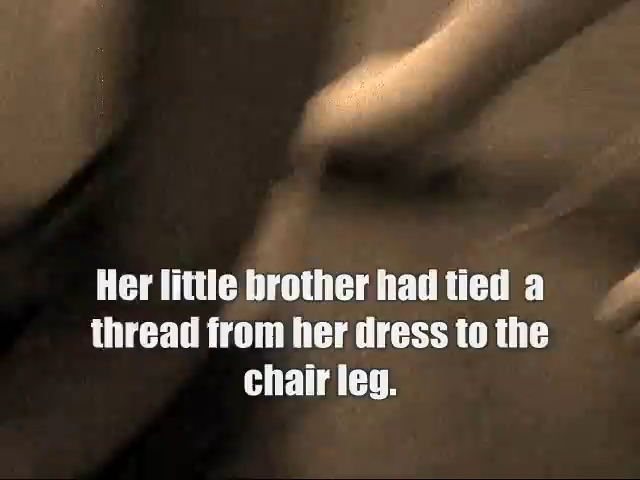 Her little brother had tied  a
thread from her dress to the
chair leg.